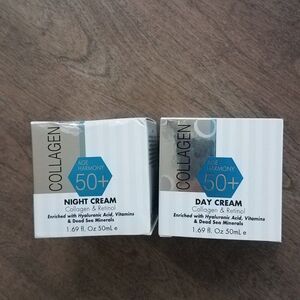 COLLAGEN
AGE
HARMONY
50+
NIGHT CREAM
Collagen & Retinol
Enriched with Hyaluronic Acid, Vitamins
& Dead Sea Minerals
1.69 fl. Oz 50mL e
COLLAGEN
AGE
HARMONY
50+
DAY CREAM
Collagen & Retinol
Enriched with Hyaluronic Acid, Vitamins
& Dead Sea Minerals
1.69 fl. Oz 50mL e